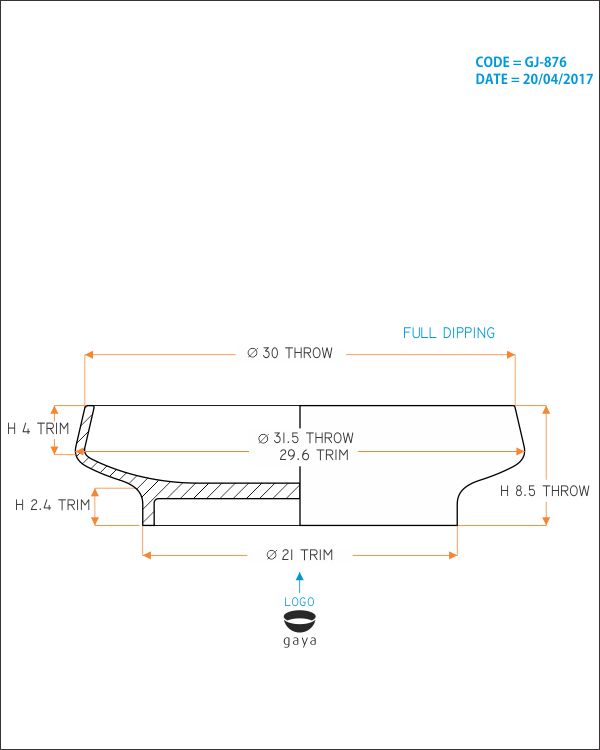 CODE = GJ-876
DATE = 20/04/2017
FULL DIPPING
Ø 30 THROW
H 4 TRIM
Ø 31.5 THROW
29.6 TRIM
H 8.5 THROW
H 2.4 TRIM
Ø 21 TRIM
LOGO
gaya